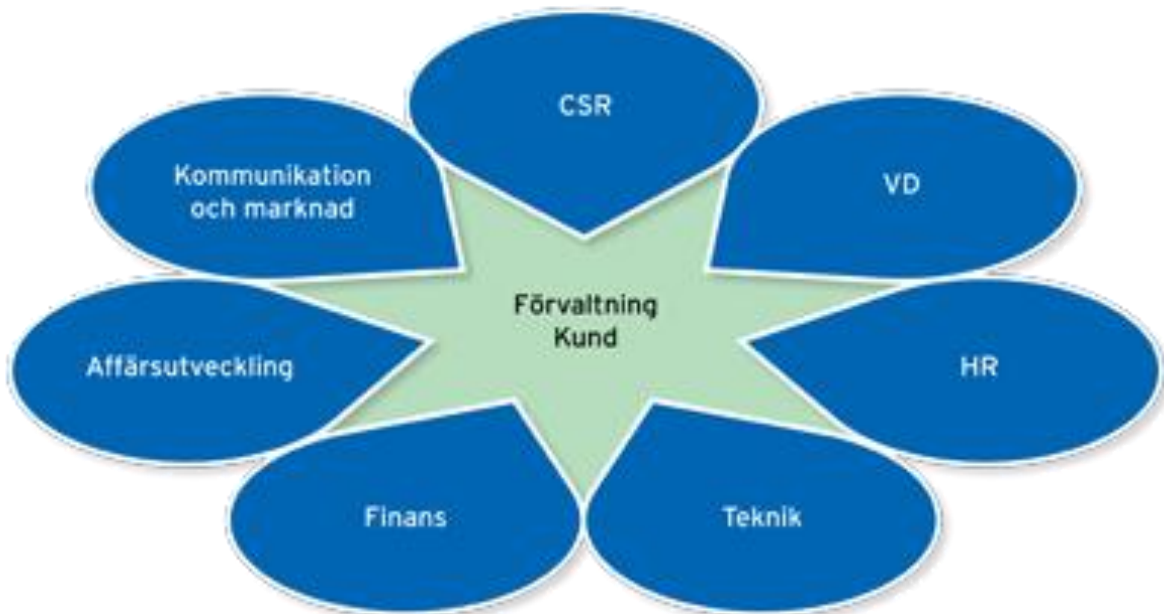 CSR
Kommunikation
och marknad
VD
Förvaltning
Kund
Affärsutveckling
HR
Finans
Teknik